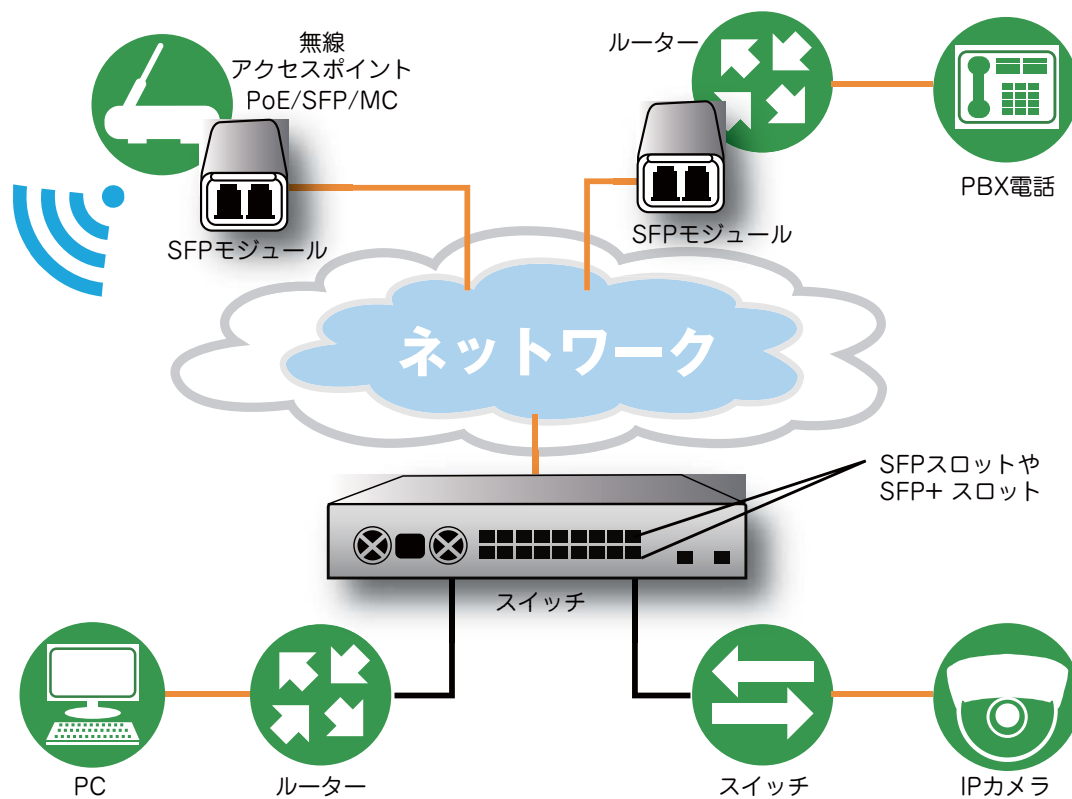 無線
アクセスポイント
PoE/SFP/MC
ルーター
SFPモジュール
SFPモジュール
PBX電話
ネットワーク
SFPスロットや
SFP+ スロット
スイッチ
PC
ルーター
スイッチ
IPカメラ